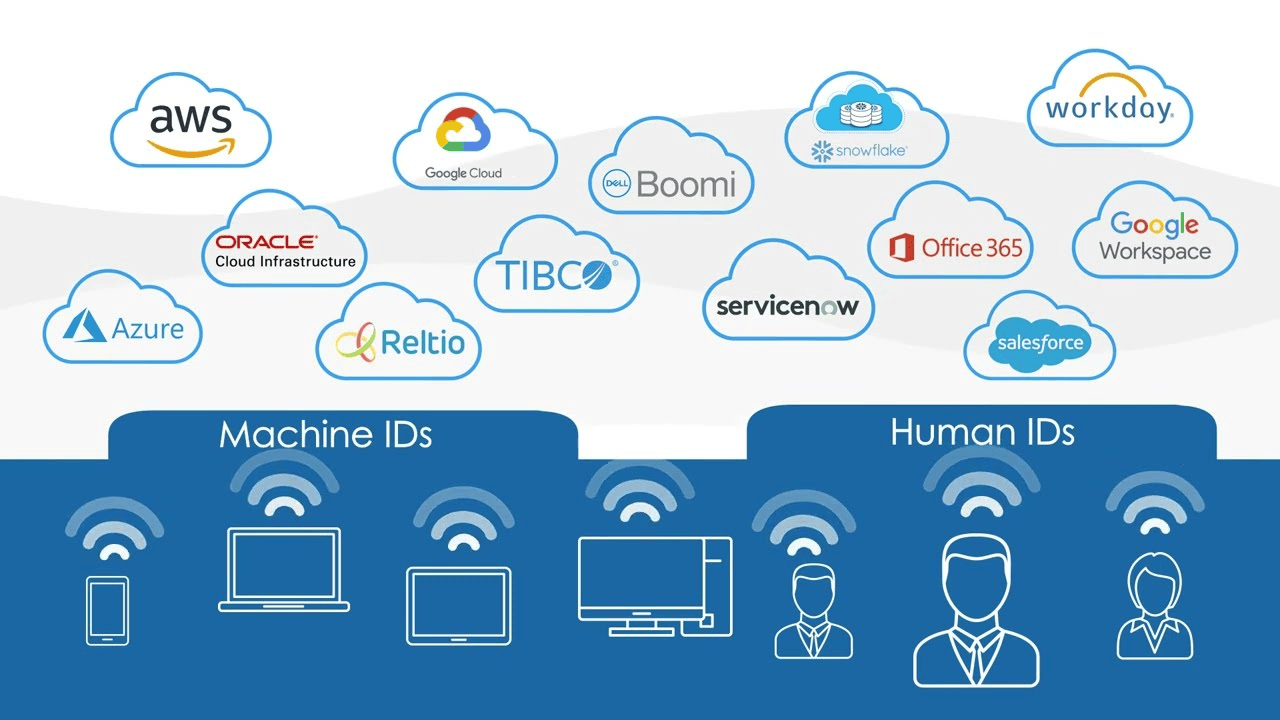 aws
Google Cloud
DELL Boomi
snowflake®
workday®
ORACLE®
Cloud Infrastructure
TIBCO®
Office 365
Google
Workspace
Azure
Reltio
servicenow
salesforce
Machine IDs
Human IDs